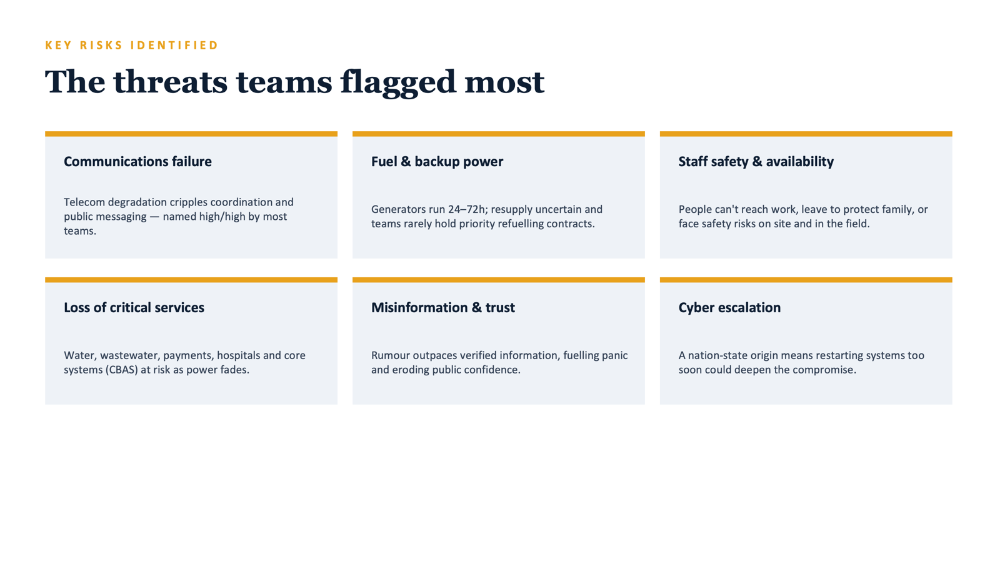 KEY RISKS IDENTIFIED
The threats teams flagged most
Communications failure
Telecom degradation cripples coordination and
public messaging — named high/high by most
teams.
Fuel & backup power
Generators run 24–72h; resupply uncertain and
teams rarely hold priority refuelling contracts.
Staff safety & availability
People can't reach work, leave to protect family, or
face safety risks on site and in the field.
Loss of critical services
Water, wastewater, payments, hospitals and core
systems (CBAS) at risk as power fades.
Misinformation & trust
Rumour outpaces verified information, fuelling panic
and eroding public confidence.
Cyber escalation
A nation-state origin means restarting systems too
soon could deepen the compromise.